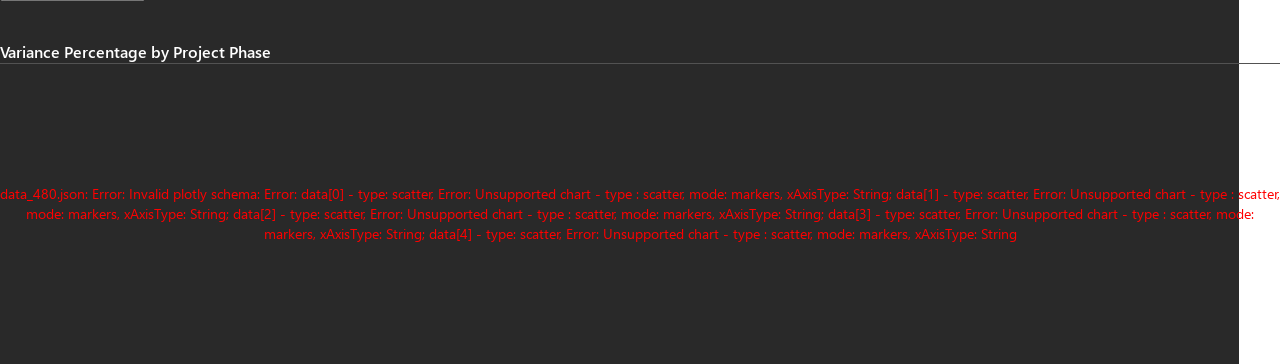 Variance Percentage by Project Phase
data_480.json: Error: Invalid plotly schema: Error: data[0] - type: scatter, Error: Unsupported chart - type : scatter, mode: markers, xAxisType: String; data[1] - type: scatter, Error: Unsupported chart - type : scatter,
mode: markers, xAxisType: String; data[2] - type: scatter, Error: Unsupported chart - type : scatter, mode: markers, xAxisType: String; data[3] - type: scatter, Error: Unsupported chart - type : scatter, mode:
markers, xAxisType: String; data[4] - type: scatter, Error: Unsupported chart - type : scatter, mode: markers, xAxisType: String